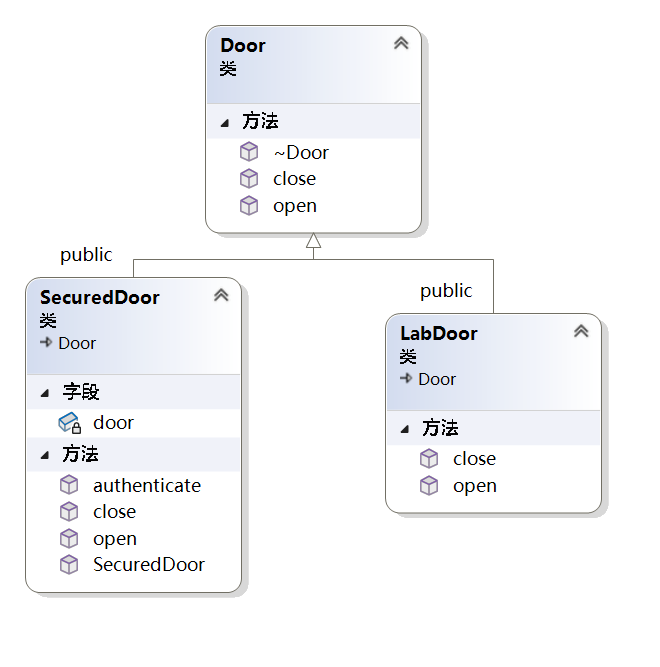 Door
类
方法
~Door
close
open
public
SecuredDoor
类
Door
字段
door
方法
authenticate
close
open
SecuredDoor
public
LabDoor
类
Door
方法
close
open